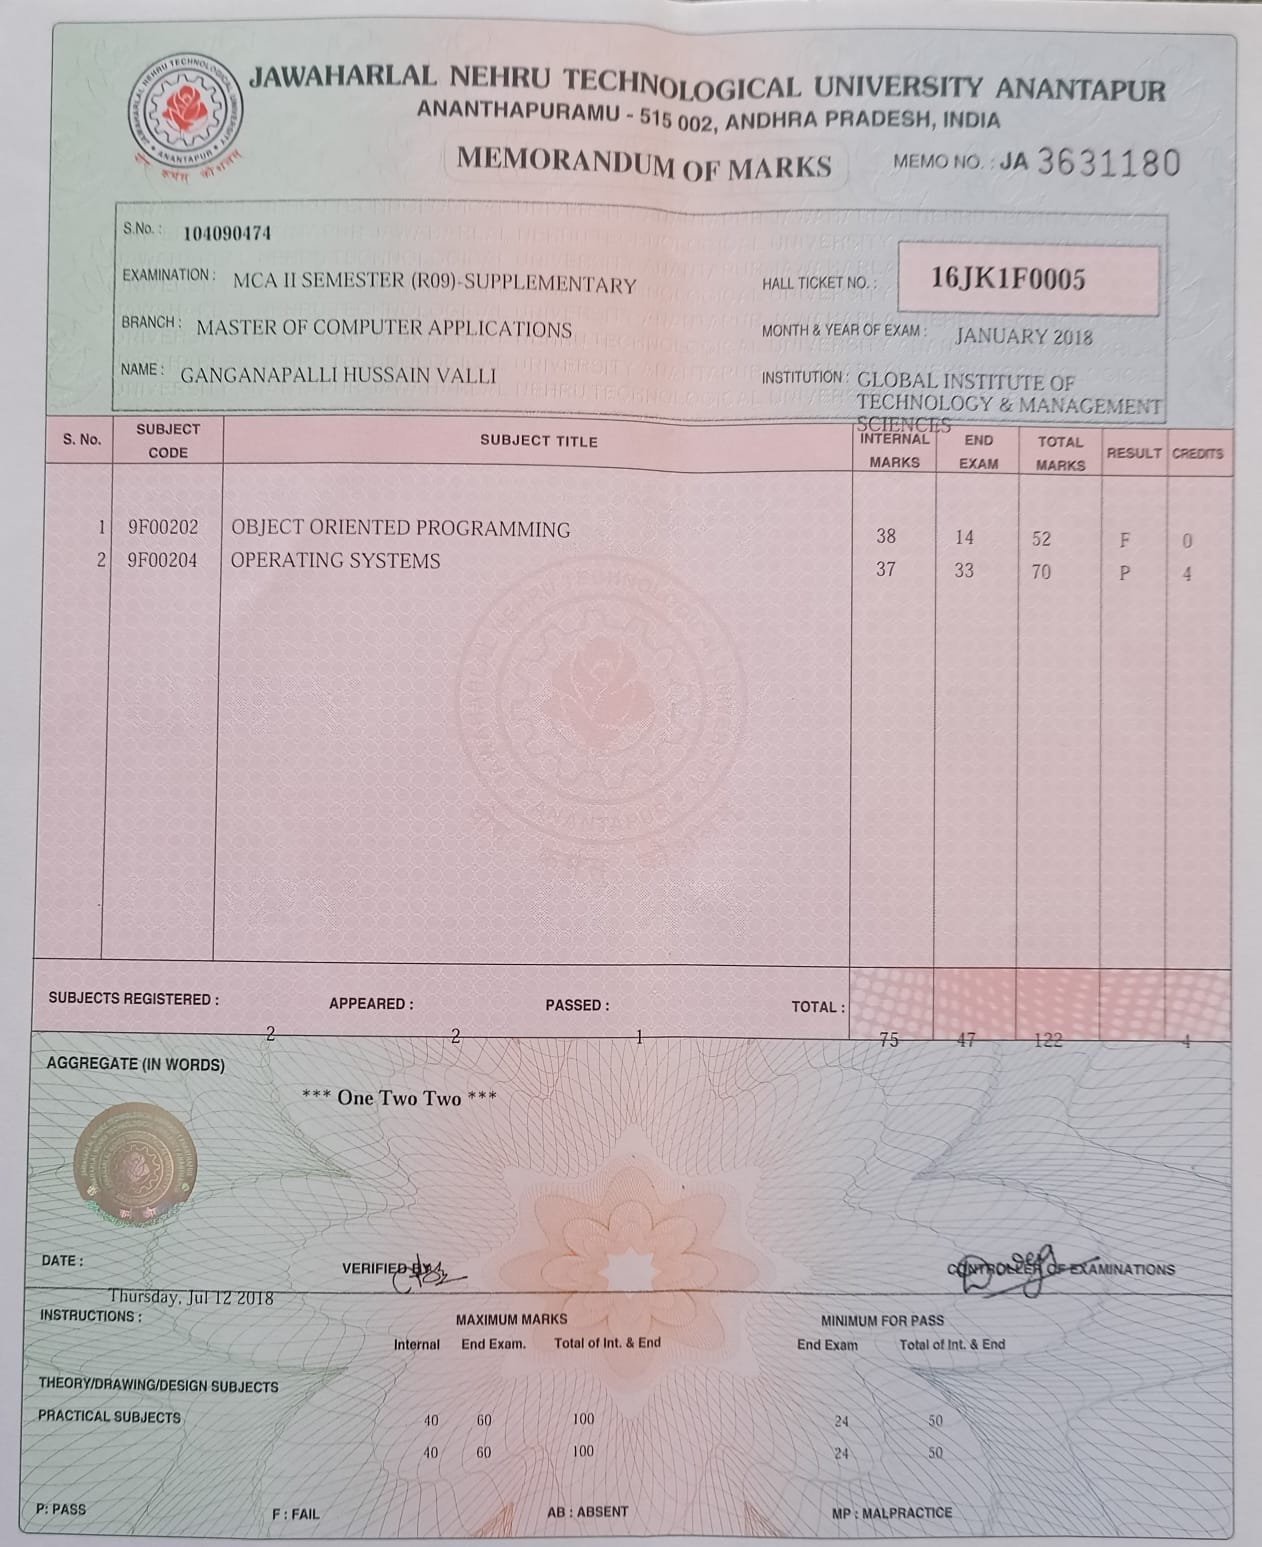 JAWAHARLAL NEHRU TECHNOLOGICAL UNIVERSITY ANANTAPUR
ANANTHAPURAMU - 515 002, ANDHRA PRADESH, INDIA
MEMORANDUM OF MARKS
MEMO NO. : JA 3631180
S.No. : 104090474
EXAMINATION : MCA II SEMESTER (R09)-SUPPLEMENTARY
HALL TICKET NO. : 16JK1F0005
BRANCH : MASTER OF COMPUTER APPLICATIONS
MONTH & YEAR OF EXAM : JANUARY 2018
NAME : GANGANAPALLI HUSSAIN VALLI
INSTITUTION : GLOBAL INSTITUTE OF
TECHNOLOGY & MANAGEMENT
SCIENCES
S. No. SUBJECT CODE SUBJECT TITLE INTERNAL MARKS END EXAM TOTAL MARKS RESULT CREDITS
1 9F00202 OBJECT ORIENTED PROGRAMMING 38 14 52 F 0
2 9F00204 OPERATING SYSTEMS 37 33 70 P 4
SUBJECTS REGISTERED : APPEARED : PASSED : TOTAL :
2 2 1 75 47 122 4
AGGREGATE (IN WORDS)
*** One Two Two ***
DATE : VERIFIED BY CONTROLLER OF EXAMINATIONS
Thursday, Jul 12 2018
INSTRUCTIONS : MAXIMUM MARKS MINIMUM FOR PASS
Internal End Exam. Total of Int. & End End Exam Total of Int. & End
THEORY/DRAWING/DESIGN SUBJECTS
PRACTICAL SUBJECTS
40 60 100 24 50
40 60 100 24 50
P: PASS F : FAIL AB : ABSENT MP : MALPRACTICE